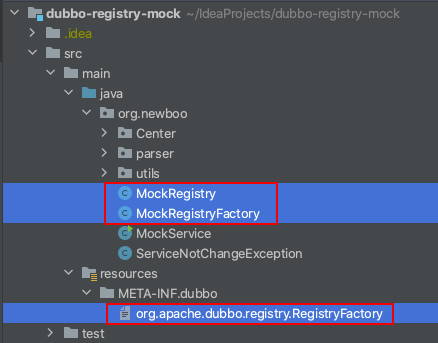 dubbo-registry-mock ~/IdeaProjects/dubbo-registry-mock
.idea
src
main
java
org.newboo
Center
parser
utils
MockRegistry
MockRegistryFactory
MockService
ServiceNotChangeException
resources
META-INF.dubbo
org.apache.dubbo.registry.RegistryFactory
test